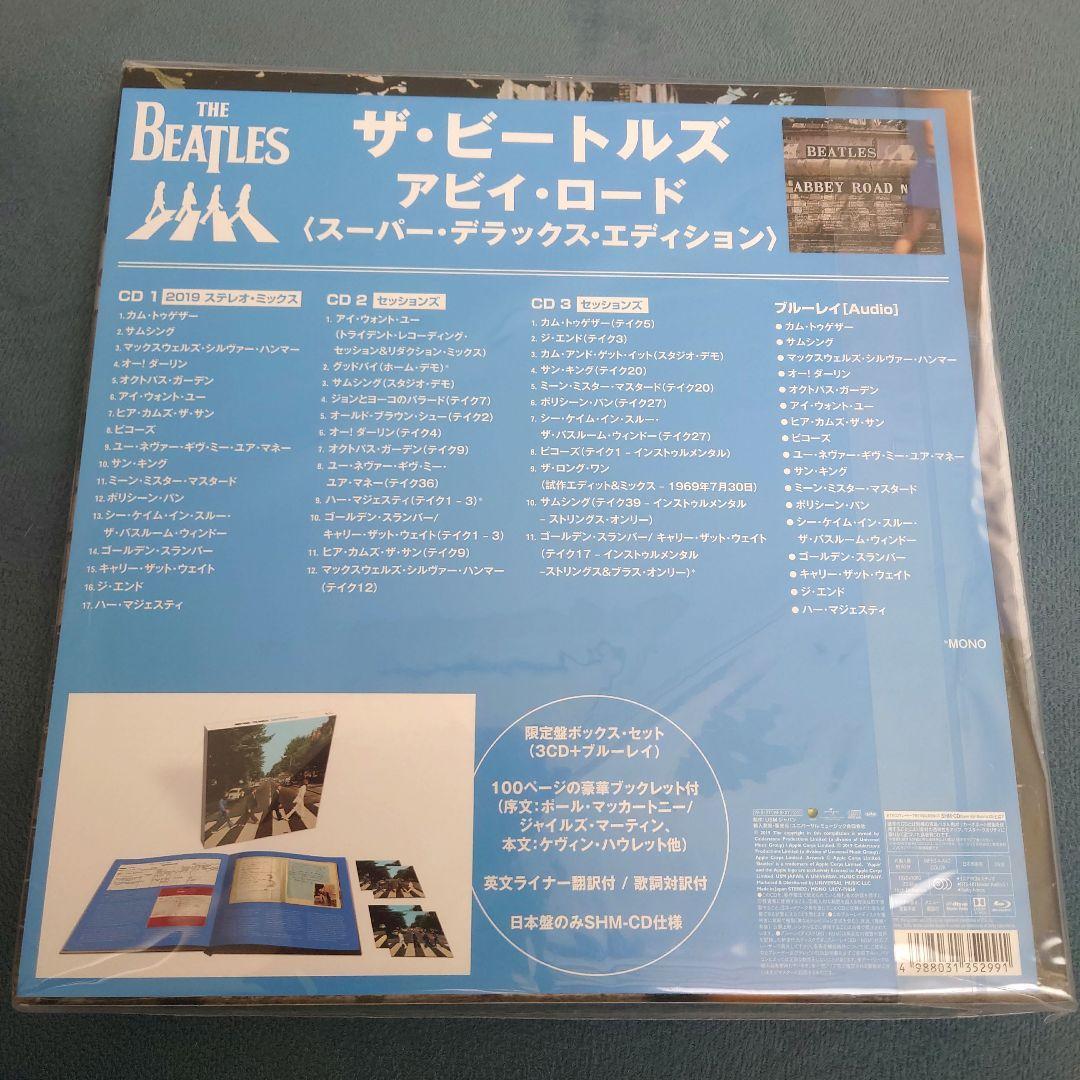 THE
BEATLES
ザ・ビートルズ
アビイ・ロード
〈スーパー・デラックス・エディション〉
BEATLES
ABBEY ROAD N
CD 1 2019 ステレオ・ミックス
1. カム・トゥゲザー
2. サムシング
3. マックスウェルズ・シルヴァー・ハンマー
4. オー! ダーリン
5. オクトパス・ガーデン
6. アイ・ウォント・ユー
7. ヒア・カムズ・ザ・サン
8. ビコーズ
9. ユー・ネヴァー・ギヴ・ミー・ユア・マネー
10. サン・キング
11. ミーン・ミスター・マスタード
12. ポリシーン・パン
13. シー・ケイム・イン・スルー・
ザ・バスルーム・ウィンドー
14. ゴールデン・スランバー
15. キャリー・ザット・ウェイト
16. ジ・エンド
17. ハー・マジェスティ
CD 2 セッションズ
1. アイ・ウォント・ユー
(トライデント・レコーディング・
セッション&リダクション・ミックス)
2. グッドバイ(ホーム・デモ)*
3. サムシング(スタジオ・デモ)
4. ジョンとヨーコのバラード(テイク7)
5. オールド・ブラウン・シュー(テイク2)
6. オー! ダーリン(テイク4)
7. オクトパス・ガーデン(テイク9)
8. ユー・ネヴァー・ギヴ・ミー・
ユア・マネー(テイク36)
9. ハー・マジェスティ(テイク1 - 3)*
10. ゴールデン・スランバー/
キャリー・ザット・ウェイト(テイク1 - 3)
11. ヒア・カムズ・ザ・サン(テイク9)
12. マックスウェルズ・シルヴァー・ハンマー
(テイク12)
CD 3 セッションズ
1. カム・トゥゲザー(テイク5)
2. ジ・エンド(テイク3)
3. カム・アンド・ゲット・イット(スタジオ・デモ)
4. サン・キング(テイク20)
5. ミーン・ミスター・マスタード(テイク20)
6. ポリシーン・パン(テイク27)
7. シー・ケイム・イン・スルー・
ザ・バスルーム・ウィンドー(テイク27)
8. ビコーズ(テイク1 - インストゥルメンタル)
9. ザ・ロング・ワン
(試作エディット&ミックス - 1969年7月30日)
10. サムシング(テイク39 - インストゥルメンタル
- ストリングス・オンリー)
11. ゴールデン・スランバー/ キャリー・ザット・ウェイト
(テイク17 - インストゥルメンタル
-ストリングス&ブラス・オンリー)*
ブルーレイ[Audio]
● カム・トゥゲザー
● サムシング
● マックスウェルズ・シルヴァー・ハンマー
● オー! ダーリン
● オクトパス・ガーデン
● アイ・ウォント・ユー
● ヒア・カムズ・ザ・サン
● ビコーズ
● ユー・ネヴァー・ギヴ・ミー・ユア・マネー
● サン・キング
● ミーン・ミスター・マスタード
● ポリシーン・パン
● シー・ケイム・イン・スルー・
ザ・バスルーム・ウィンドー
● ゴールデン・スランバー
● キャリー・ザット・ウェイト
● ジ・エンド
● ハー・マジェスティ
*MONO
限定盤ボックス・セット
(3CD+ブルーレイ)
100ページの豪華ブックレット付
(序文:ポール・マッカートニー/
ジャイルズ・マーティン、
本文:ケヴィン・ハウレット他)
英文ライナー翻訳付 / 歌詞対訳付
日本盤のみSHM-CD仕様
4 988031 352991